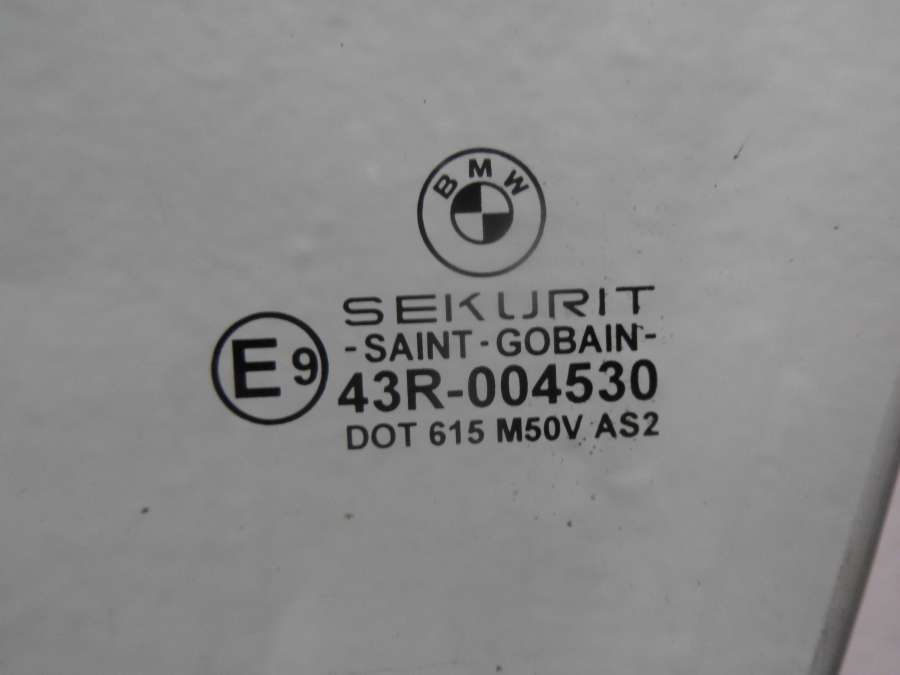 BMW
SEKURIT
-SAINT-GOBAIN-
E9
43R-004530
DOT 615 M50V AS2